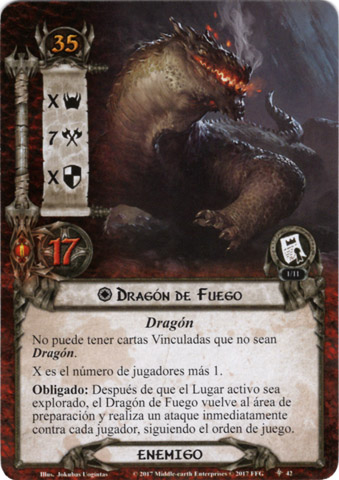 35
X
7
X
17
1/11
Dragón de Fuego
Dragón
No puede tener cartas Vinculadas que no sean
Dragón.
X es el número de jugadores más 1.
Obligado: Después de que el Lugar activo sea
explorado, el Dragón de Fuego vuelve al área de
preparación y realiza un ataque inmediatamente
contra cada jugador, siguiendo el orden de juego.
ENEMIGO
Illus. Jokubas Uogintas
© 2017 Middle-earth Enterprises © 2017 FFG
42